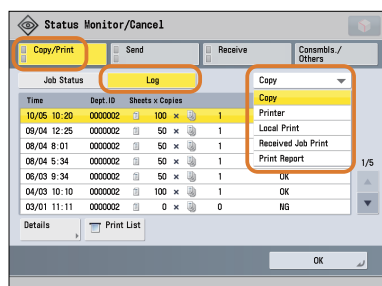 Status Monitor/Cancel
Copy/Print Send Receive Consmbls./
Others
Job Status Log Copy
Time Dept.ID Sheets x Copies
Copy
Printer
Local Print
Received Job Print
Print Report
10/05 10:20 0000002 100 × 1
09/04 12:25 0000002 50 × 1
08/04 8:01 0000002 50 × 1
08/04 5:34 0000002 50 × 1
06/03 9:34 0000002 50 × 1 OK
04/03 10:10 0000002 100 × 1 OK
03/01 11:11 0000002 0 × 0 NG
1/5
Details Print List
OK